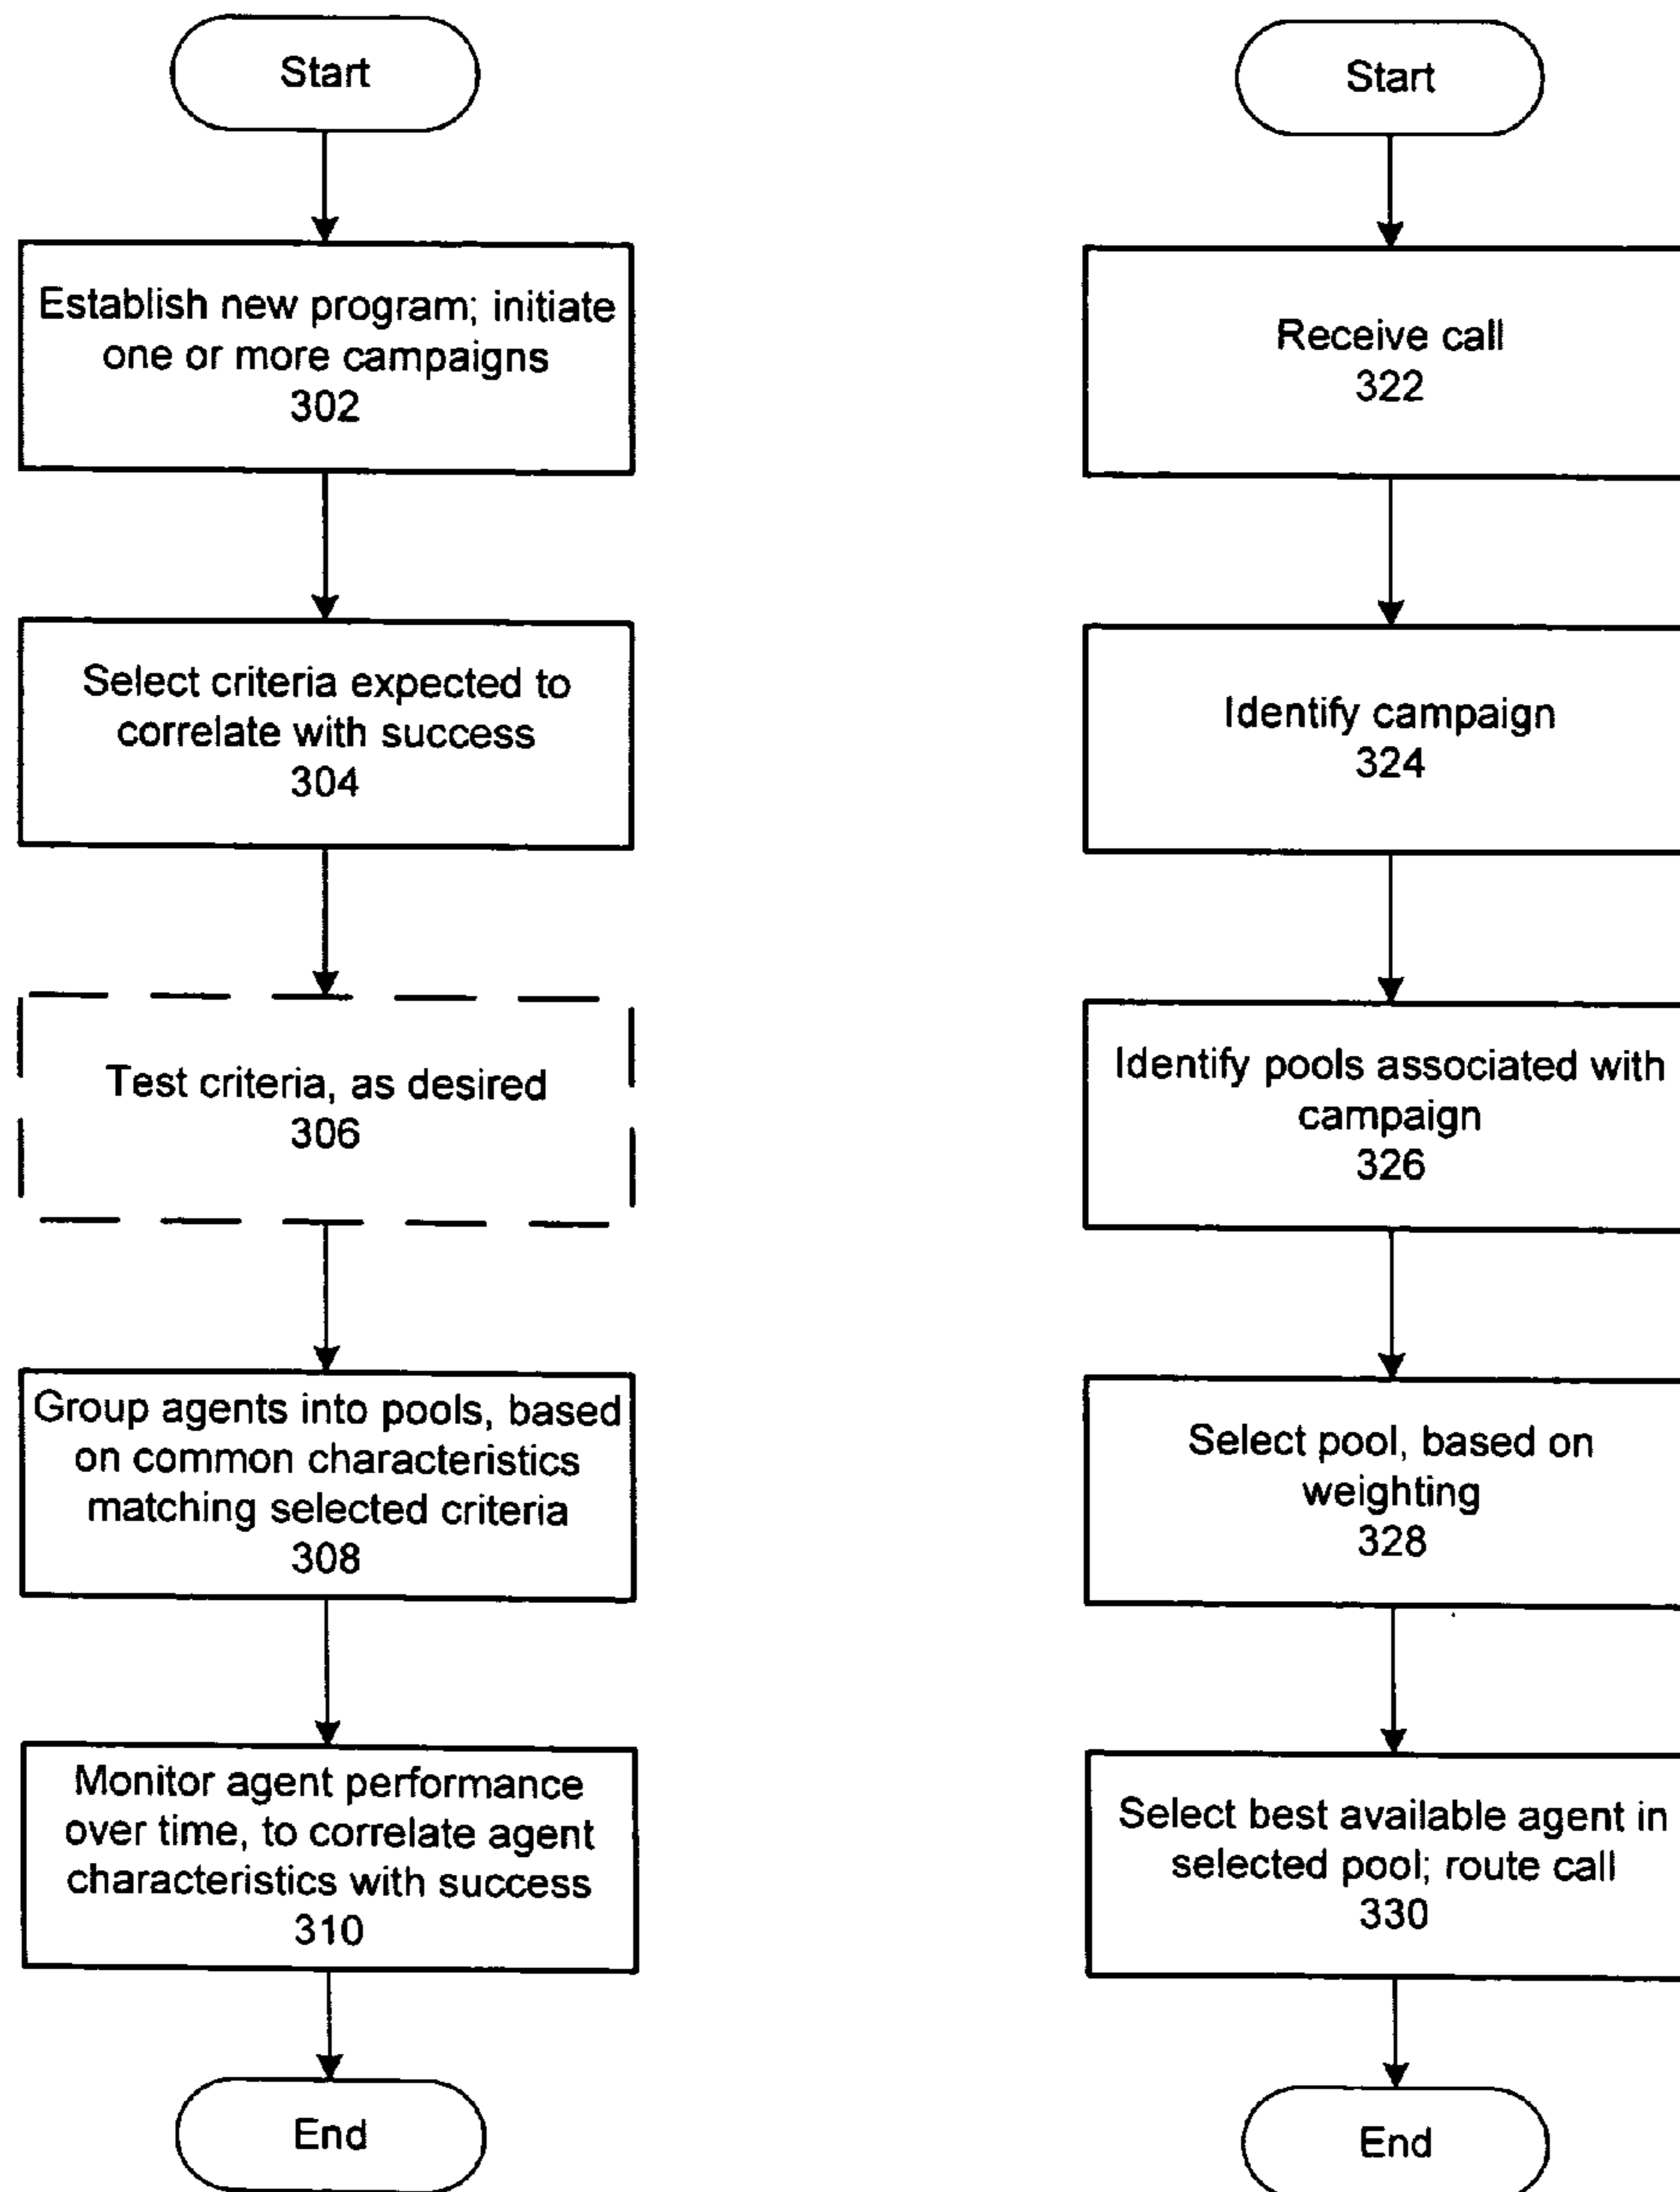 Start
Establish new program; initiate
one or more campaigns
302
Select criteria expected to
correlate with success
304
Test criteria, as desired
306
Group agents into pools, based
on common characteristics
matching selected criteria
308
Monitor agent performance
over time, to correlate agent
characteristics with success
310
End
Start
Receive call
322
Identify campaign
324
Identify pools associated with
campaign
326
Select pool, based on
weighting
328
Select best available agent in
selected pool; route call
330
End